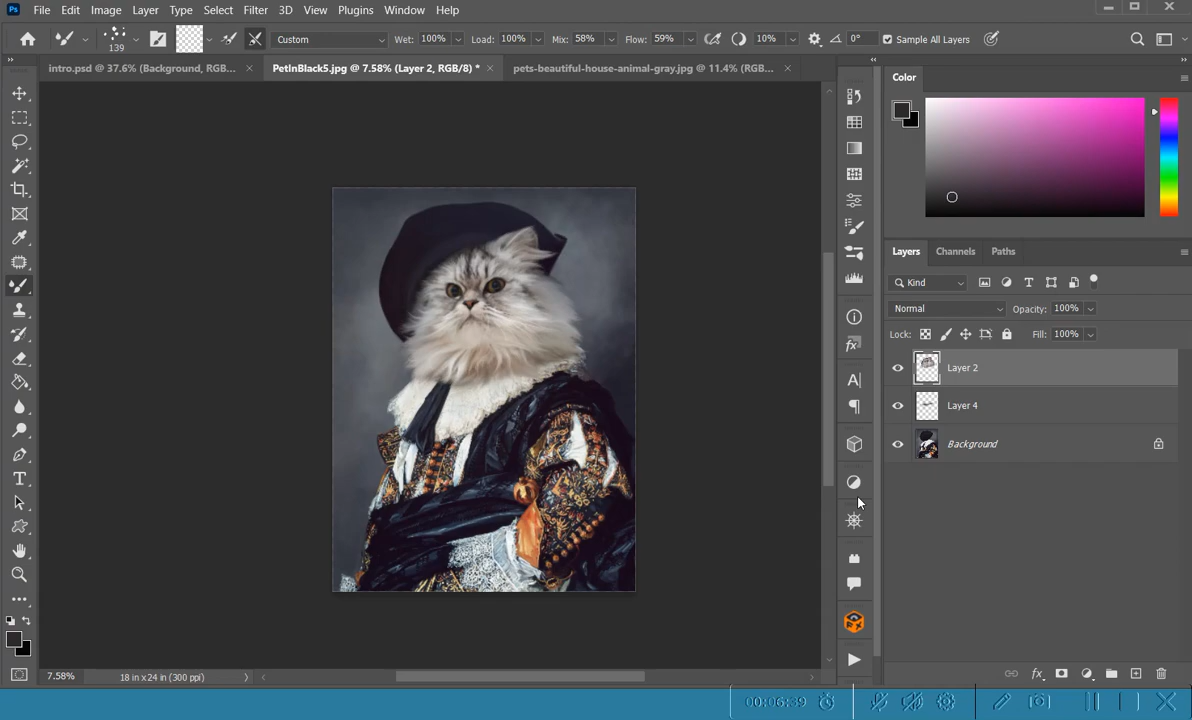 Ps File Edit Image Layer Type Select Filter 3D View Plugins Window Help
139 Custom Wet: 100% Load: 100% Mix: 58% Flow: 59% 10% 0° Sample All Layers
intro.psd @ 37.6% (Background, RGB... PetInBlack5.jpg @ 7.58% (Layer 2, RGB/8) * pets-beautiful-house-animal-gray.jpg @ 11.4% (RGB...
Color
Layers Channels Paths
Kind
Normal Opacity: 100%
Lock: Fill: 100%
Layer 2
Layer 4
Background
7.58% 18 in x 24 in (300 ppi)
00:06:39